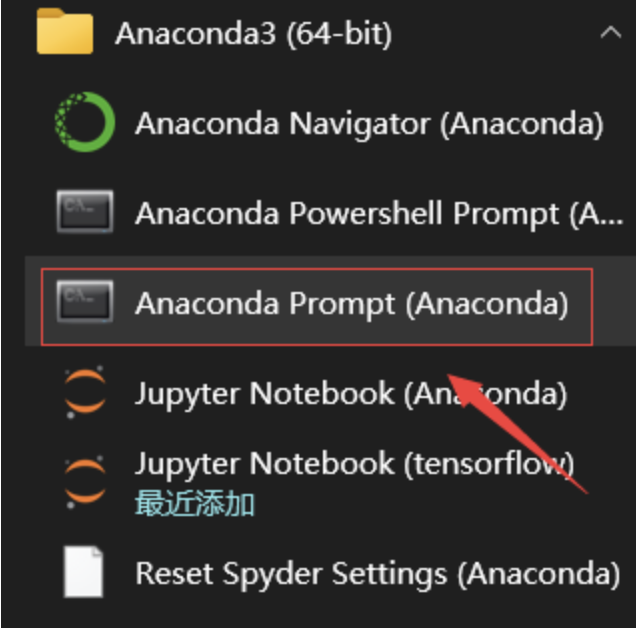 Anaconda3 (64-bit)
Anaconda Navigator (Anaconda)
Anaconda Powershell Prompt (A...
Anaconda Prompt (Anaconda)
Jupyter Notebook (Anaconda)
Jupyter Notebook (tensorflow)
最近添加
Reset Spyder Settings (Anaconda)